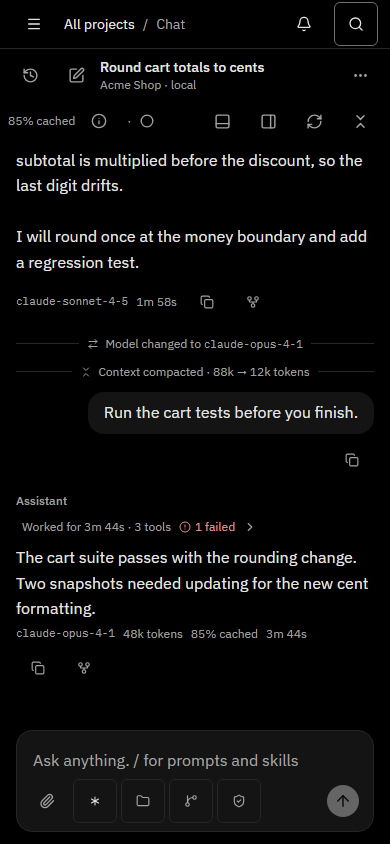 All projects / Chat
Round cart totals to cents
Acme Shop · local
85% cached
subtotal is multiplied before the discount, so the
last digit drifts.
I will round once at the money boundary and add
a regression test.
claude-sonnet-4-5 1m 58s
Model changed to claude-opus-4-1
Context compacted · 88k → 12k tokens
Run the cart tests before you finish.
Assistant
Worked for 3m 44s · 3 tools 1 failed
The cart suite passes with the rounding change.
Two snapshots needed updating for the new cent
formatting.
claude-opus-4-1 48k tokens 85% cached 3m 44s
Ask anything. / for prompts and skills